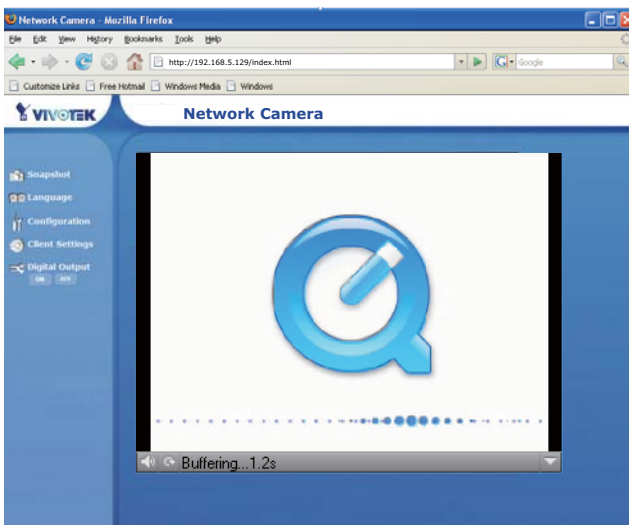 Network Camera - Mozilla Firefox
File Edit View History Bookmarks Tools Help
http://192.168.5.129/index.html
G Google
Customize Links Free Hotmail Windows Media Windows
VIVOTEK
Network Camera
Snapshot
Language
Configuration
Client Settings
Digital Output
ON OFF
Buffering...1.2s